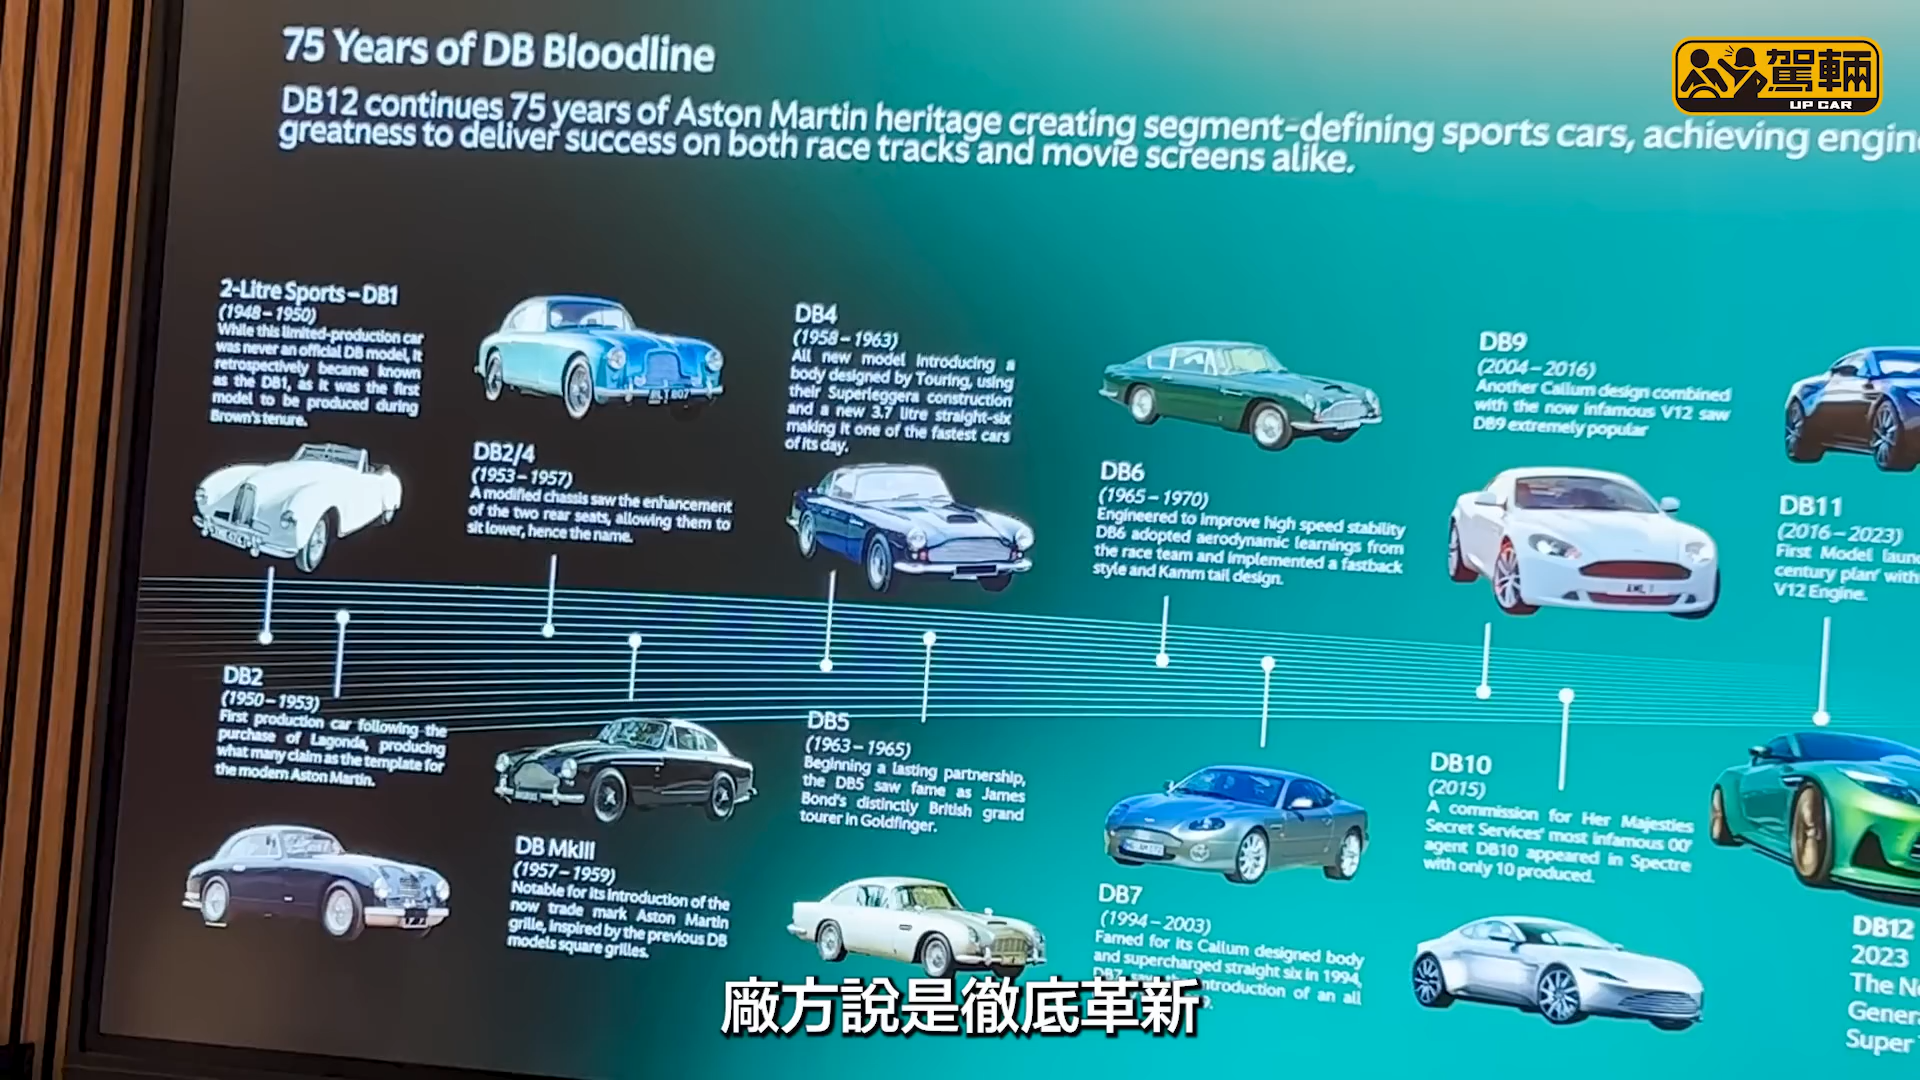 75 Years of DB Bloodline
DB12 continues 75 years of Aston Martin heritage creating segment-defining sports cars, achieving engin
greatness to deliver success on both race tracks and movie screens alike.
駕輛
UP CAR
2-Litre Sports – DB1
(1948 – 1950)
While this limited-production car
was never an official DB model, it
retrospectively became known
as the DB1, as it was the first
model to be produced during
Brown's tenure.
DB2/4
(1953 – 1957)
A modified chassis saw the enhancement
of the two rear seats, allowing them to
sit lower, hence the name.
DB4
(1958 – 1963)
All new model introducing a
body designed by Touring, using
their Superleggera construction
and a new 3.7 litre straight-six
making it one of the fastest cars
of its day.
DB6
(1965 – 1970)
Engineered to improve high speed stability
DB6 adopted aerodynamic learnings from
the race team and implemented a fastback
style and Kamm tail design.
DB9
(2004 – 2016)
Another Callum design combined
with the now infamous V12 saw
DB9 extremely popular
DB11
(2016 – 2023)
First Model laun
century plan' with
V12 Engine.
DB2
(1950 – 1953)
First production car following the
purchase of Lagonda, producing
what many claim as the template for
the modern Aston Martin.
DB MkIII
(1957 – 1959)
Notable for its introduction of the
now trade mark Aston Martin
grille, inspired by the previous DB
models square grilles.
DB5
(1963 – 1965)
Beginning a lasting partnership,
the DB5 saw fame as James
Bond's distinctly British grand
tourer in Goldfinger.
DB7
(1994 – 2003)
Famed for its Callum designed body
and supercharged straight six in 1994,
DB7 introduction of an all
DB10
(2015)
A commission for Her Majesties
Secret Services' most infamous 00'
agent DB10 appeared in Spectre
with only 10 produced.
DB12
2023
The N
Gener
Super
AML 1
廠方說是徹底革新